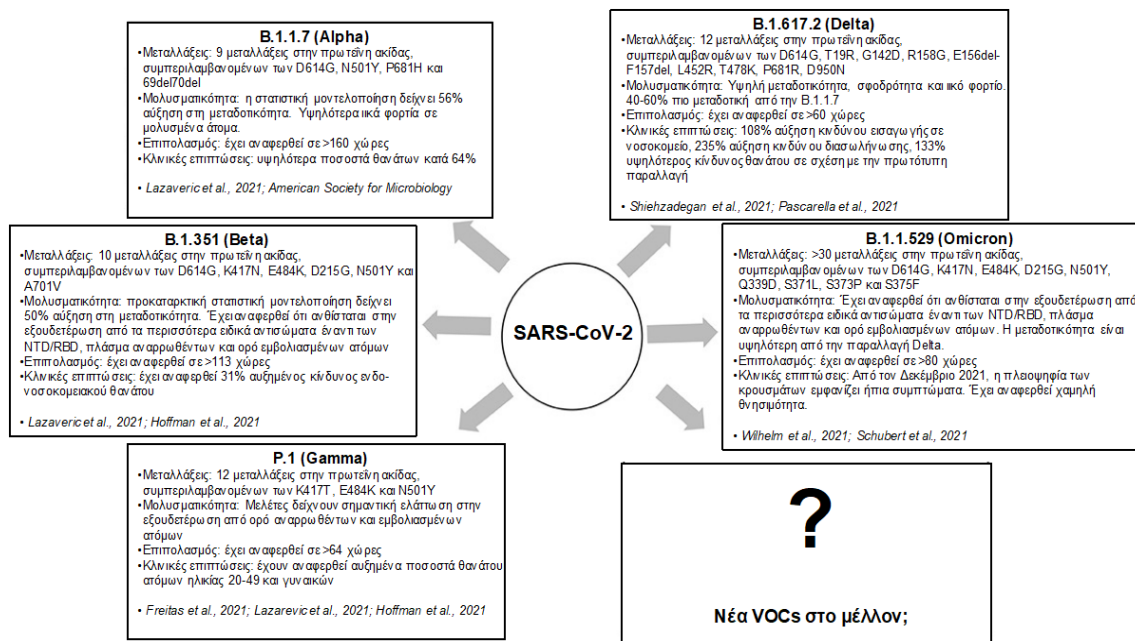 B.1.1.7 (Alpha)
•Μεταλλάξεις: 9 μεταλλάξεις στην πρωτεΐνη ακίδας,
συμπεριλαμβανομένων των D614G, N501Y, P681H και
69del70del
•Μολυσματικότητα: η στατιστική μοντελοποίηση δείχνει 56%
αύξηση στη μεταδοτικότητα. Υψηλότερα ιικά φορτία σε
μολυσμένα άτομα.
•Επιπολασμός: έχει αναφερθεί σε >160 χώρες
•Κλινικές επιπτώσεις: υψηλότερα ποσοστά θανάτων κατά 64%
• Lazaveric et al., 2021; American Society for Microbiology
B.1.617.2 (Delta)
•Μεταλλάξεις: 12 μεταλλάξεις στην πρωτεΐνη ακίδας,
συμπεριλαμβανομένων των D614G, T19R, G142D, R158G, E156del-
F157del, L452R, T478K, P681R, D950N
•Μολυσματικότητα: Υψηλή μεταδοτικότητα, σφοδρότητα και ιικό φορτίο.
40-60% πιο μεταδοτική από την B.1.1.7
•Επιπολασμός: έχει αναφερθεί σε >60 χώρες
•Κλινικές επιπτώσεις: 108% αύξηση κινδύνου εισαγωγής σε
νοσοκομείο, 235% αύξηση κινδύνου διασωλήνωσης, 133%
υψηλότερος κίνδυνος θανάτου σε σχέση με την πρωτότυπη
παραλλαγή
• Shiehzadegan et al., 2021; Pascarella et al., 2021
B.1.351 (Beta)
•Μεταλλάξεις: 10 μεταλλάξεις στην πρωτεΐνη ακίδας,
συμπεριλαμβανομένων των D614G, K417N, E484K, D215G, N501Y και
A701V
•Μολυσματικότητα: προκαταρκτική στατιστική μοντελοποίηση δείχνει
50% αύξηση στη μεταδοτικότητα. Έχει αναφερθεί ότι ανθίσταται στην
εξουδετέρωση από τα περισσότερα ειδικά αντισώματα έναντι των
NTD/RBD, πλάσμα αναρρωθέντων και ορό εμβολιασμένων ατόμων
•Επιπολασμός: έχει αναφερθεί σε >113 χώρες
•Κλινικές επιπτώσεις: έχει αναφερθεί 31% αυξημένος κίνδυνος ενδο-
νοσοκομειακού θανάτου
• Lazaveric et al., 2021; Hoffman et al., 2021
SARS-CoV-2
B.1.1.529 (Omicron)
•Μεταλλάξεις: >30 μεταλλάξεις στην πρωτεΐνη ακίδας,
συμπεριλαμβανομένων των D614G, K417N, E484K, D215G, N501Y,
Q339D, S371L, S373P και S375F
•Μολυσματικότητα: Έχει αναφερθεί ότι ανθίσταται στην εξουδετέρωση από
τα περισσότερα ειδικά αντισώματα έναντι των NTD/RBD, πλάσμα
αναρρωθέντων και ορό εμβολιασμένων ατόμων. Η μεταδοτικότητα είναι
υψηλότερη από την παραλλαγή Delta.
•Επιπολασμός: έχει αναφερθεί σε >80 χώρες
•Κλινικές επιπτώσεις: Από τον Δεκέμβριο 2021, η πλειοψηφία των
κρουσμάτων εμφανίζει ήπια συμπτώματα. Έχει αναφερθεί χαμηλή
θνησιμότητα.
• Wilhelm et al., 2021; Schubert et al., 2021
P.1 (Gamma)
•Μεταλλάξεις: 12 μεταλλάξεις στην πρωτεΐνη ακίδας,
συμπεριλαμβανομένων των K417T, E484K και N501Y
•Μολυσματικότητα: Μελέτες δείχνουν σημαντική ελάττωση στην
εξουδετέρωση από ορό αναρρωθέντων και εμβολιασμένων
ατόμων
•Επιπολασμός: έχει αναφερθεί σε >64 χώρες
•Κλινικές επιπτώσεις: έχουν αναφερθεί αυξημένα ποσοστά θανάτου
ατόμων ηλικίας 20-49 και γυναικών
• Freitas et al., 2021; Lazarevic et al., 2021; Hoffman et al., 2021
?
Νέα VOCs στο μέλλον;